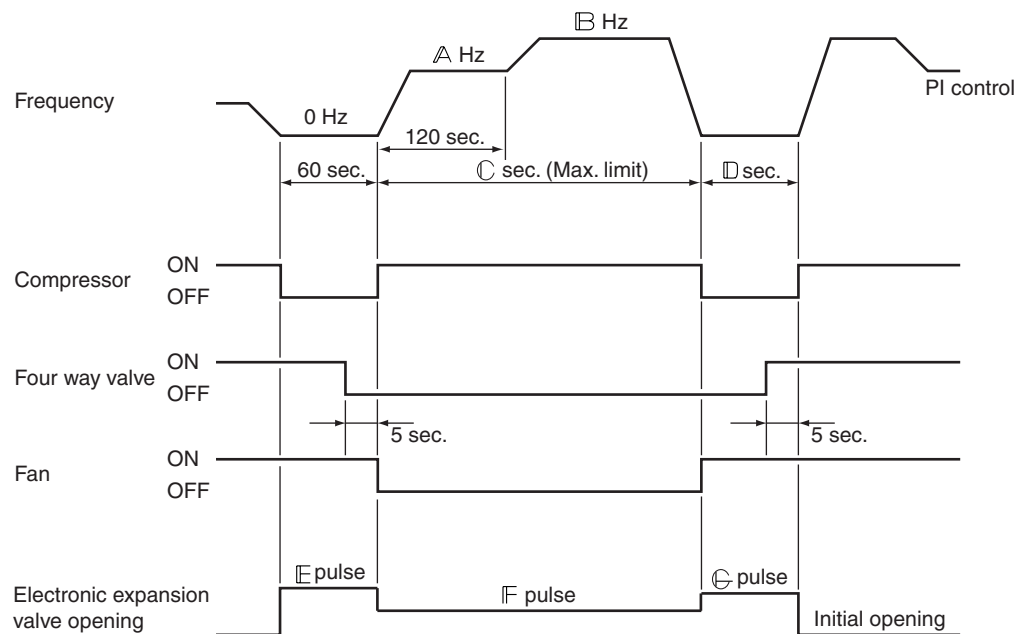 𝔹 Hz
𝔸 Hz
Frequency
PI control
0 Hz
120 sec.
60 sec.
ℂ sec. (Max. limit)
𝔻 sec.
Compressor
ON
OFF
Four way valve
ON
OFF
5 sec.
5 sec.
Fan
ON
OFF
𝔼 pulse
𝔽 pulse
𝔾 pulse
Electronic expansion
valve opening
Initial opening